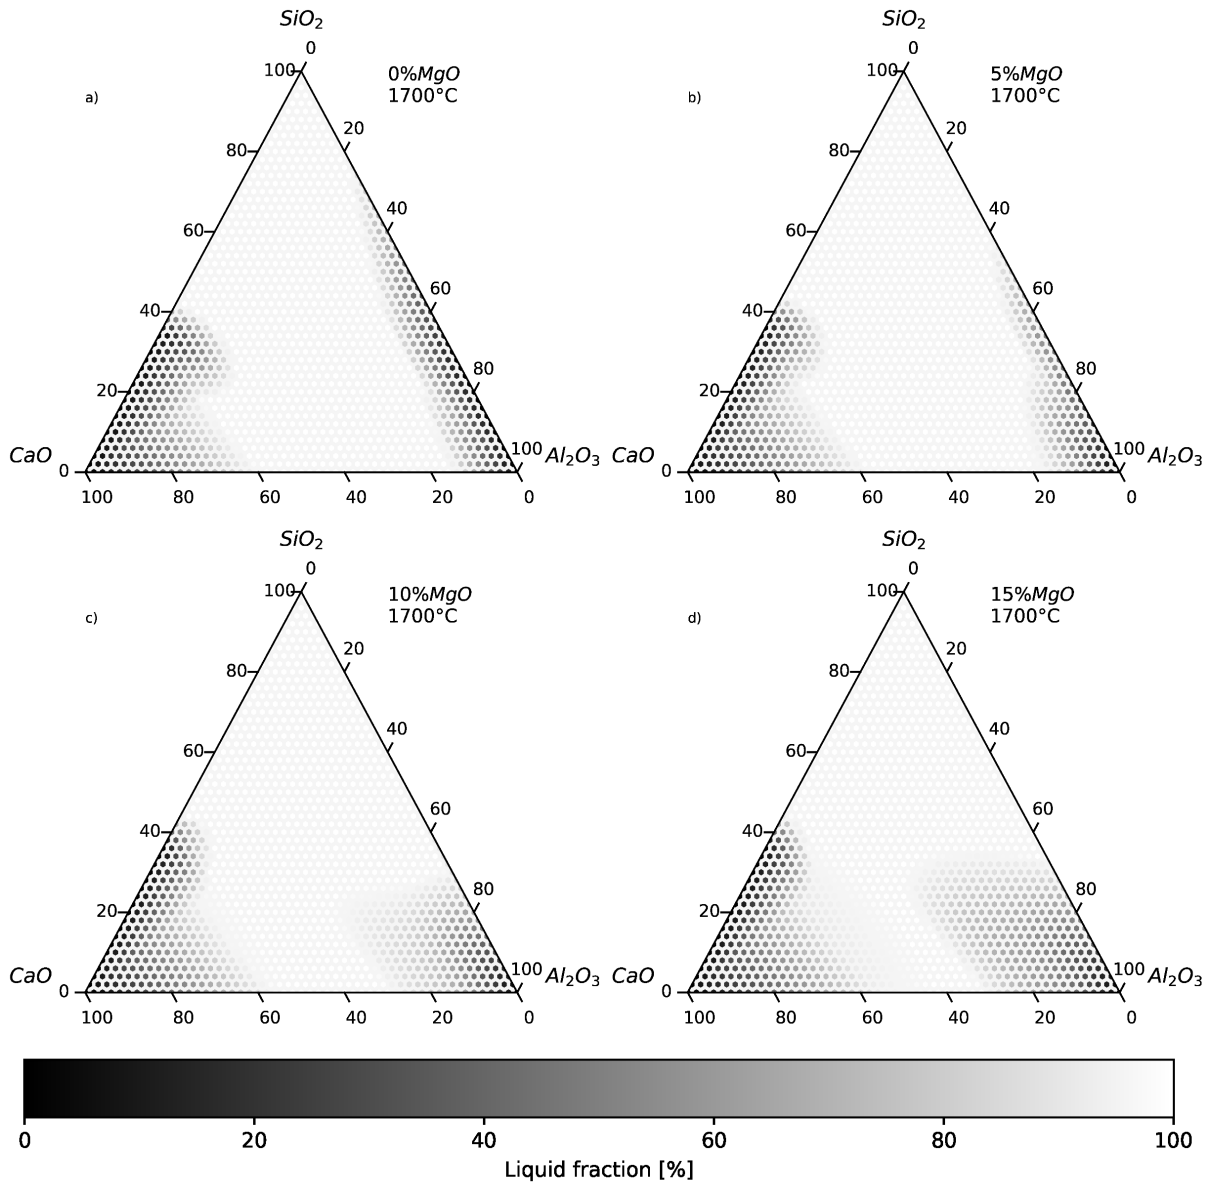 SiO2 SiO2
0 0
100 0%MgO 100 5%MgO
a) 1700°C b) 1700°C
20 20
80 80
40 40
60 60
60 60
40 40
80 80
20 20
CaO 0 100 Al2O3 CaO 0 100 Al2O3
100 80 60 40 20 0 100 80 60 40 20 0
SiO2 SiO2
0 0
100 10%MgO 100 15%MgO
c) 1700°C d) 1700°C
20 20
80 80
40 40
60 60
60 60
40 40
80 80
20 20
CaO 0 100 Al2O3 CaO 0 100 Al2O3
100 80 60 40 20 0 100 80 60 40 20 0
0 20 40 60 80 100
Liquid fraction [%]